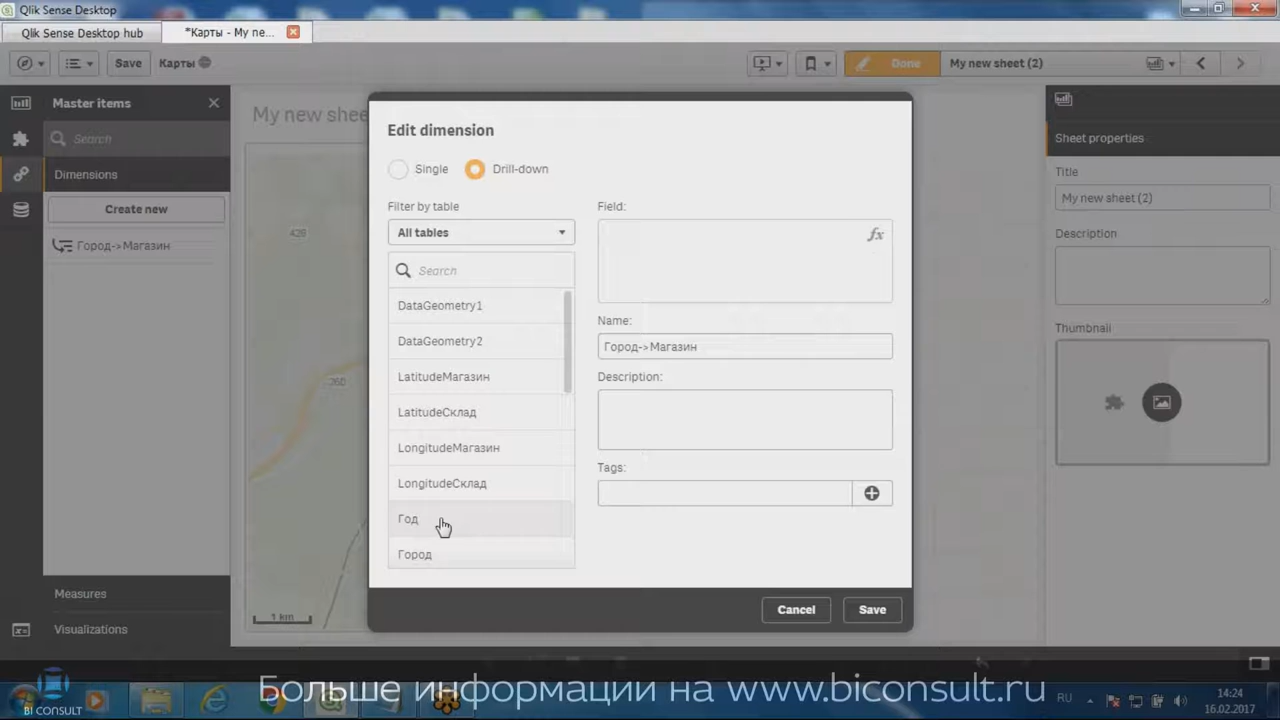 Qlik Sense Desktop
Qlik Sense Desktop hub
*Карты - My ne...
Save
Карты
Done
My new sheet (2)
Master items
Search
Dimensions
Create new
Город->Магазин
Measures
Visualizations
My new shee
429
260
1 km
Edit dimension
Single
Drill-down
Filter by table
All tables
Search
DataGeometry1
DataGeometry2
LatitudeМагазин
LatitudeСклад
LongitudeМагазин
LongitudeСклад
Год
Город
Field:
fx
Name:
Город->Магазин
Description:
Tags:
Cancel
Save
Sheet properties
Title
My new sheet (2)
Description
Thumbnail
Больше информации на www.biconsult.ru
BI CONSULT
RU
14:24
16.02.2017